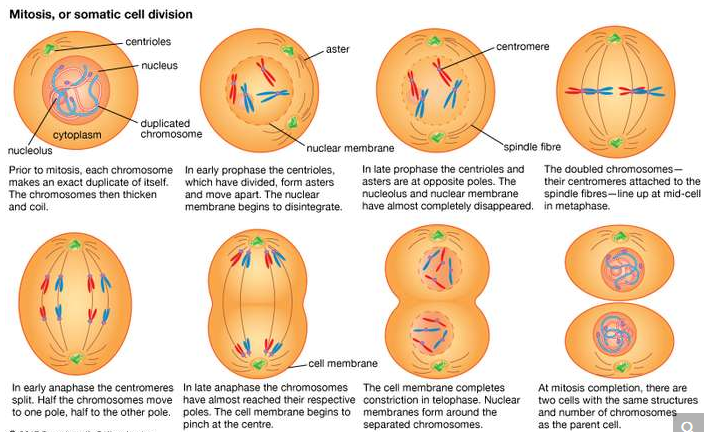 Mitosis, or somatic cell division
centrioles
nucleus
duplicated
chromosome
cytoplasm
nucleolus
aster
nuclear membrane
centromere
spindle fibre
Prior to mitosis, each chromosome
makes an exact duplicate of itself.
The chromosomes then thicken
and coil.
In early prophase the centrioles,
which have divided, form asters
and move apart. The nuclear
membrane begins to disintegrate.
In late prophase the centrioles and
asters are at opposite poles. The
nucleolus and nuclear membrane
have almost completely disappeared.
The doubled chromosomes—
their centromeres attached to the
spindle fibres—line up at mid-cell
in metaphase.
cell membrane
In early anaphase the centromeres
split. Half the chromosomes move
to one pole, half to the other pole.
In late anaphase the chromosomes
have almost reached their respective
poles. The cell membrane begins to
pinch at the centre.
The cell membrane completes
constriction in telophase. Nuclear
membranes form around the
separated chromosomes.
At mitosis completion, there are
two cells with the same structures
and number of chromosomes
as the parent cell.